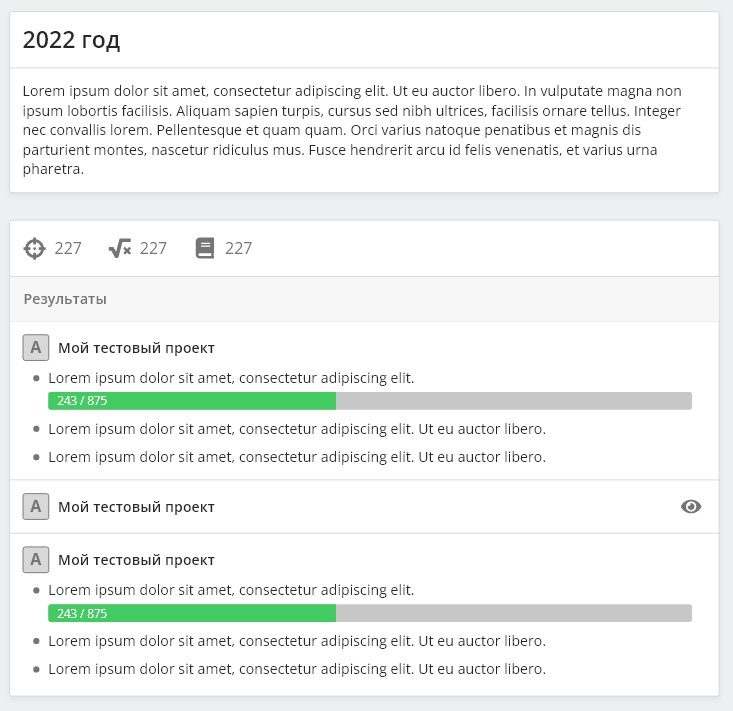 2022 год
Lorem ipsum dolor sit amet, consectetur adipiscing elit. Ut eu auctor libero. In vulputate magna non
ipsum lobortis facilisis. Aliquam sapien turpis, cursus sed nibh ultrices, facilisis ornare tellus. Integer
nec convallis lorem. Pellentesque et quam quam. Orci varius natoque penatibus et magnis dis
parturient montes, nascetur ridiculus mus. Fusce hendrerit arcu id felis venenatis, et varius urna
pharetra.
227 227 227
Результаты
A Мой тестовый проект
Lorem ipsum dolor sit amet, consectetur adipiscing elit.
243 / 875
Lorem ipsum dolor sit amet, consectetur adipiscing elit. Ut eu auctor libero.
Lorem ipsum dolor sit amet, consectetur adipiscing elit. Ut eu auctor libero.
A Мой тестовый проект
A Мой тестовый проект
Lorem ipsum dolor sit amet, consectetur adipiscing elit.
243 / 875
Lorem ipsum dolor sit amet, consectetur adipiscing elit. Ut eu auctor libero.
Lorem ipsum dolor sit amet, consectetur adipiscing elit. Ut eu auctor libero.